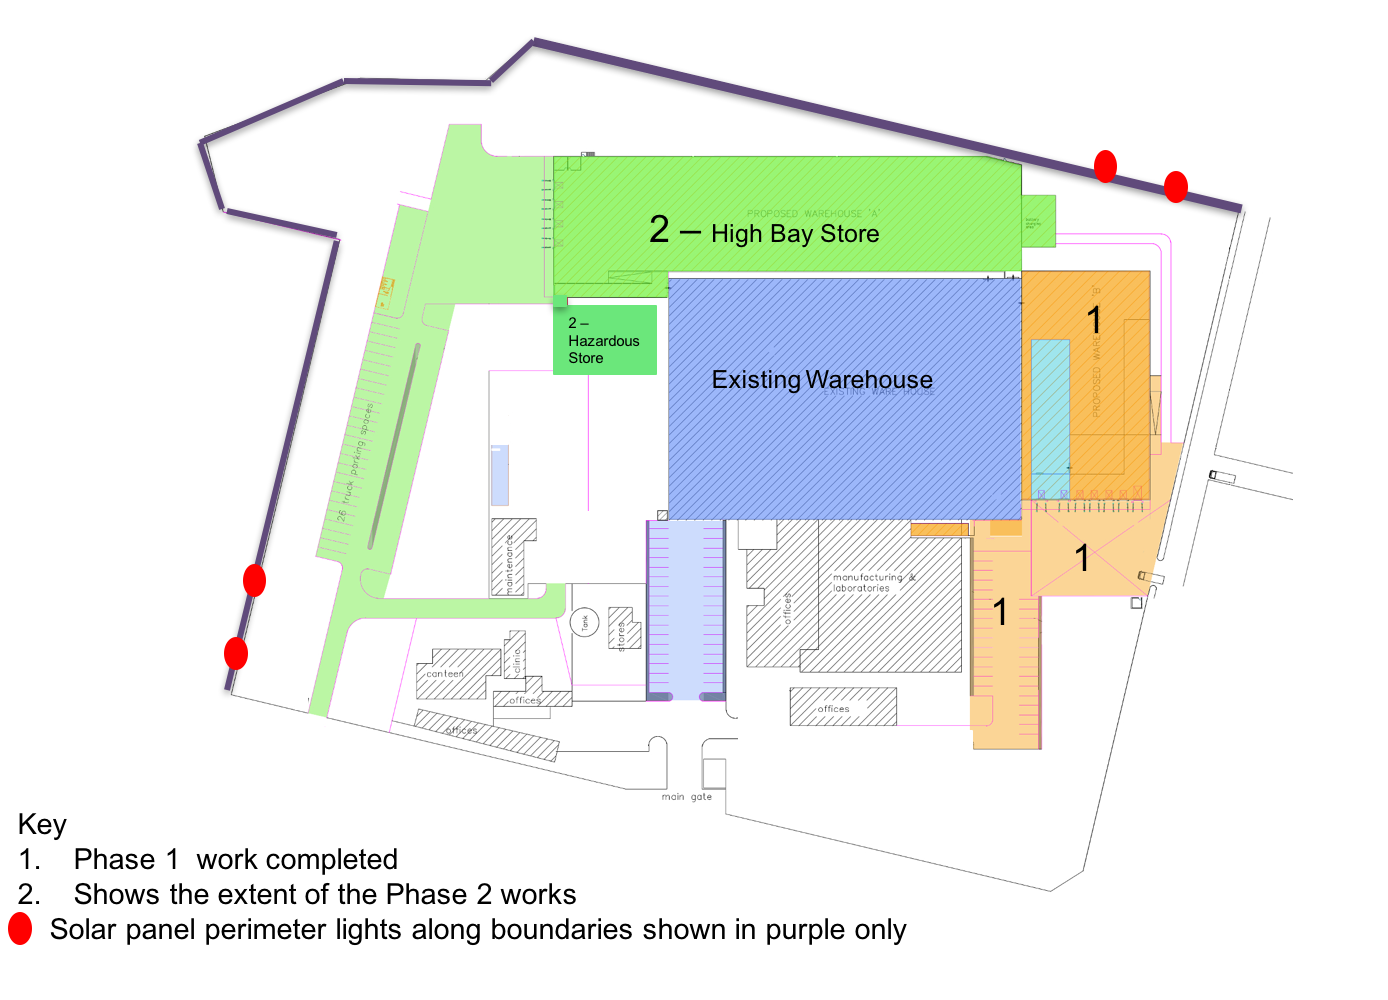 PROPOSED WAREHOUSE "A"
2 – High Bay Store
2 –
Hazardous
Store
1
PROPOSED WAREHOUSE "B"
Existing Warehouse
EXISTING WARE HOUSE
26 truck parking spaces
maintenance
Tank
stores
offices
manufacturing &
laboratories
1
1
canteen
clinic
offices
offices
offices
main gate
Key
1. Phase 1 work completed
2. Shows the extent of the Phase 2 works
Solar panel perimeter lights along boundaries shown in purple only